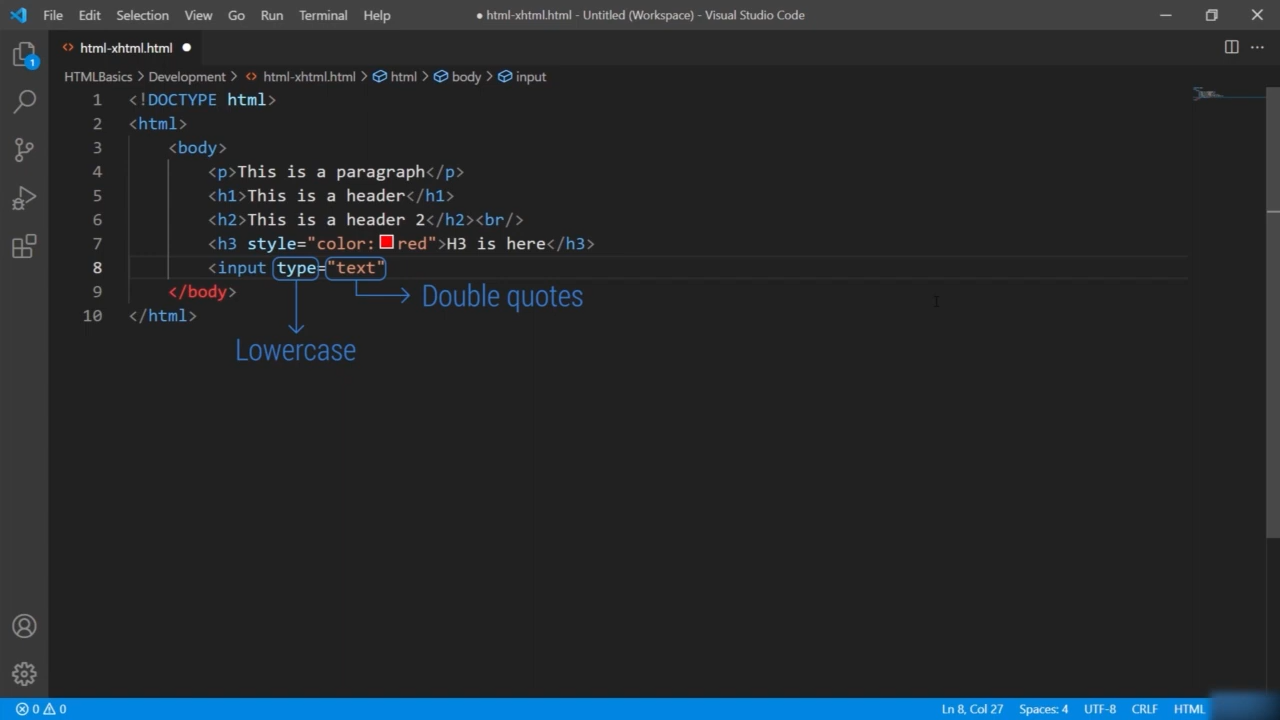 File Edit Selection View Go Run Terminal Help ● html-xhtml.html - Untitled (Workspace) - Visual Studio Code
<> html-xhtml.html ●
1
HTMLBasics > Development > <> html-xhtml.html > html > body > input
1 <!DOCTYPE html>
2 <html>
3 <body>
4 <p>This is a paragraph</p>
5 <h1>This is a header</h1>
6 <h2>This is a header 2</h2><br/>
7 <h3 style="color:red">H3 is here</h3>
8 <input type="text"
9 </body>
Double quotes
10 </html>
Lowercase
0 0 Ln 8, Col 27 Spaces: 4 UTF-8 CRLF HTML